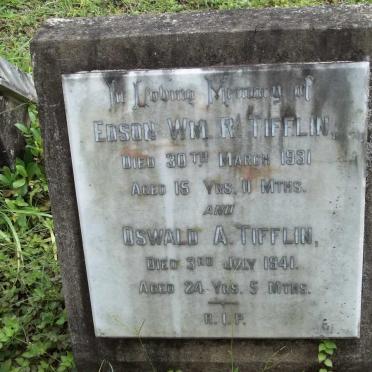 In Loving Memory of
EDSON WM. R. TIFFLIN,
DIED 30TH MARCH 1931
AGED 15 YRS. 11 MTHS.
AND
OSWALD A. TIFFLIN,
DIED 3RD JULY 1941.
AGED 24 YRS. 5 MTHS.
R.I.P.